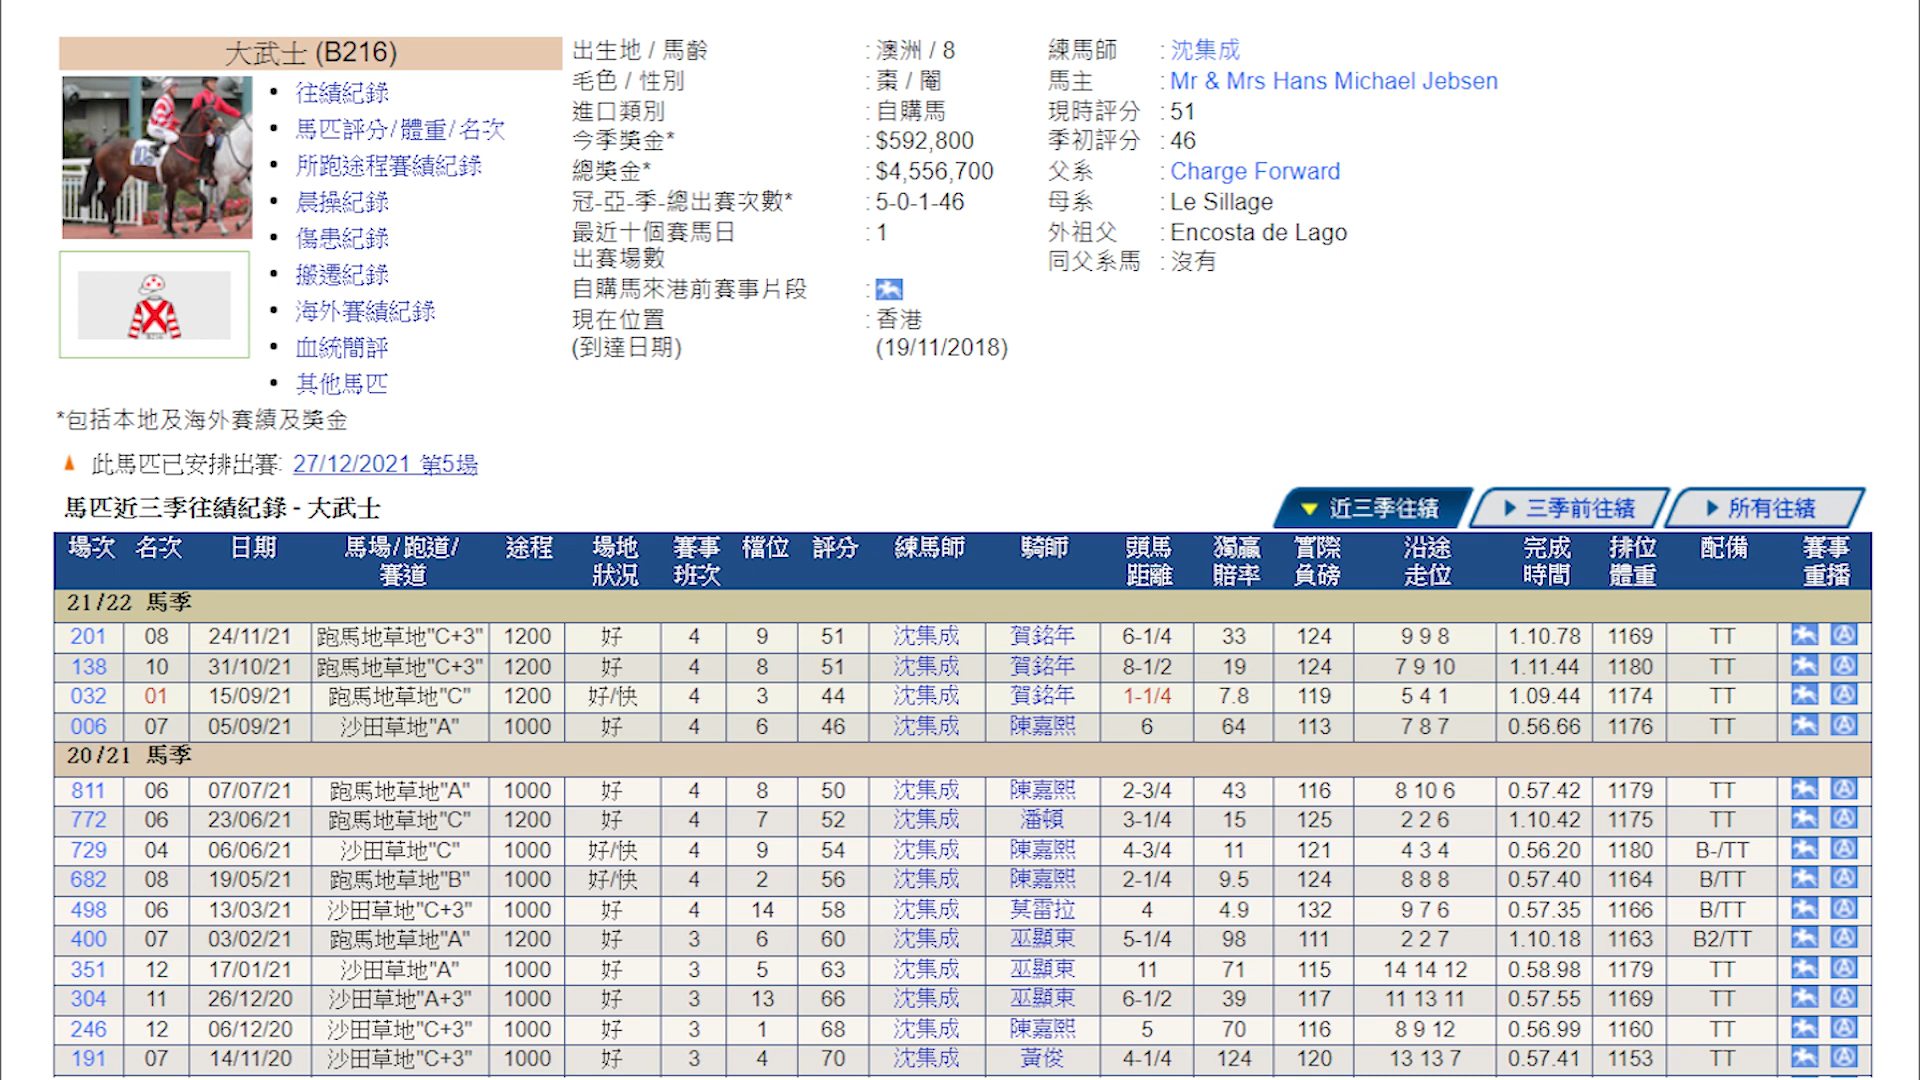 大武士 (B216)
往績紀錄
馬匹評分/體重/名次
所跑途程賽績紀錄
晨操紀錄
傷患紀錄
搬遷紀錄
海外賽績紀錄
血統簡評
其他馬匹
出生地 / 馬齡 : 澳洲 / 8
毛色 / 性別 : 棗 / 閹
進口類別 : 自購馬
今季獎金* : $592,800
總獎金* : $4,556,700
冠-亞-季-總出賽次數* : 5-0-1-46
最近十個賽馬日 : 1
出賽場數
自購馬來港前賽事片段 :
現在位置 : 香港
(到達日期) (19/11/2018)
練馬師 : 沈集成
馬主 : Mr & Mrs Hans Michael Jebsen
現時評分 : 51
季初評分 : 46
父系 : Charge Forward
母系 : Le Sillage
外祖父 : Encosta de Lago
同父系馬 : 沒有
*包括本地及海外賽績及獎金
此馬匹已安排出賽: 27/12/2021 第5場
馬匹近三季往績紀錄 - 大武士
近三季往績 三季前往績 所有往績
場次 名次 日期 馬場/跑道/ 途程 場地 賽事 檔位 評分 練馬師 騎師 頭馬 獨贏 實際 沿途 完成 排位 配備 賽事
賽道 狀況 班次 距離 賠率 負磅 走位 時間 體重 重播
21/22 馬季
201 08 24/11/21 跑馬地草地"C+3" 1200 好 4 9 51 沈集成 賀銘年 6-1/4 33 124 9 9 8 1.10.78 1169 TT
138 10 31/10/21 跑馬地草地"C+3" 1200 好 4 8 51 沈集成 賀銘年 8-1/2 19 124 7 9 10 1.11.44 1180 TT
032 01 15/09/21 跑馬地草地"C" 1200 好/快 4 3 44 沈集成 賀銘年 1-1/4 7.8 119 5 4 1 1.09.44 1174 TT
006 07 05/09/21 沙田草地"A" 1000 好 4 6 46 沈集成 陳嘉熙 6 64 113 7 8 7 0.56.66 1176 TT
20/21 馬季
811 06 07/07/21 跑馬地草地"A" 1000 好 4 8 50 沈集成 陳嘉熙 2-3/4 43 116 8 10 6 0.57.42 1179 TT
772 06 23/06/21 跑馬地草地"C" 1200 好 4 7 52 沈集成 潘頓 3-1/4 15 125 2 2 6 1.10.42 1175 TT
729 04 06/06/21 沙田草地"C" 1000 好/快 4 9 54 沈集成 陳嘉熙 4-3/4 11 121 4 3 4 0.56.20 1180 B-/TT
682 08 19/05/21 跑馬地草地"B" 1000 好/快 4 2 56 沈集成 陳嘉熙 2-1/4 9.5 124 8 8 8 0.57.40 1164 B/TT
498 06 13/03/21 沙田草地"C+3" 1000 好 4 14 58 沈集成 莫雷拉 4 4.9 132 9 7 6 0.57.35 1166 B/TT
400 07 03/02/21 跑馬地草地"A" 1200 好 3 6 60 沈集成 巫顯東 5-1/4 98 111 2 2 7 1.10.18 1163 B2/TT
351 12 17/01/21 沙田草地"A" 1000 好 3 5 63 沈集成 巫顯東 11 71 115 14 14 12 0.58.98 1179 TT
304 11 26/12/20 沙田草地"A+3" 1000 好 3 13 66 沈集成 巫顯東 6-1/2 39 117 11 13 11 0.57.55 1169 TT
246 12 06/12/20 沙田草地"C+3" 1000 好 3 1 68 沈集成 陳嘉熙 5 70 116 8 9 12 0.56.99 1160 TT
191 07 14/11/20 沙田草地"C+3" 1000 好 3 4 70 沈集成 黃俊 4-1/4 124 120 13 13 7 0.57.41 1153 TT